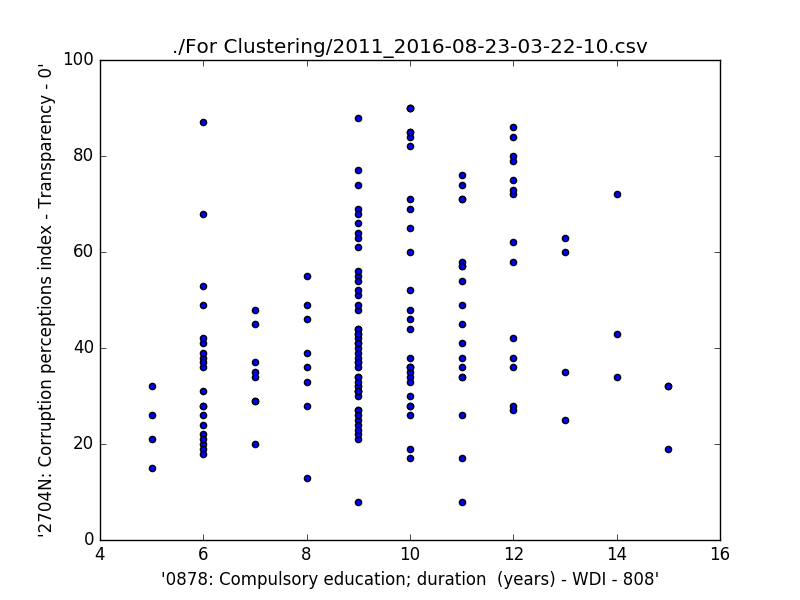 ./For Clustering/2011_2016-08-23-03-22-10.csv
100
80
60
40
20
0
'2704N: Corruption perceptions index - Transparency - 0'
4 6 8 10 12 14 16
'0878: Compulsory education; duration  (years) - WDI - 808'